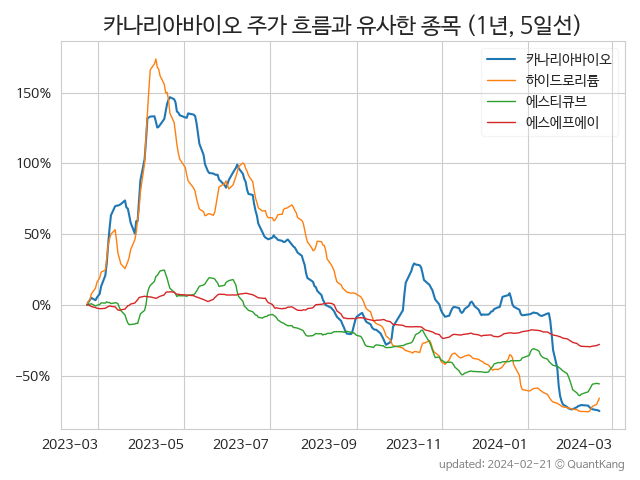 카나리아바이오 주가 흐름과 유사한 종목 (1년, 5일선)
카나리아바이오
하이드로리튬
에스티큐브
에스에프에이
150%
100%
50%
0%
−50%
2023-03 2023-05 2023-07 2023-09 2023-11 2024-01 2024-03
updated: 2024-02-21 © QuantKang